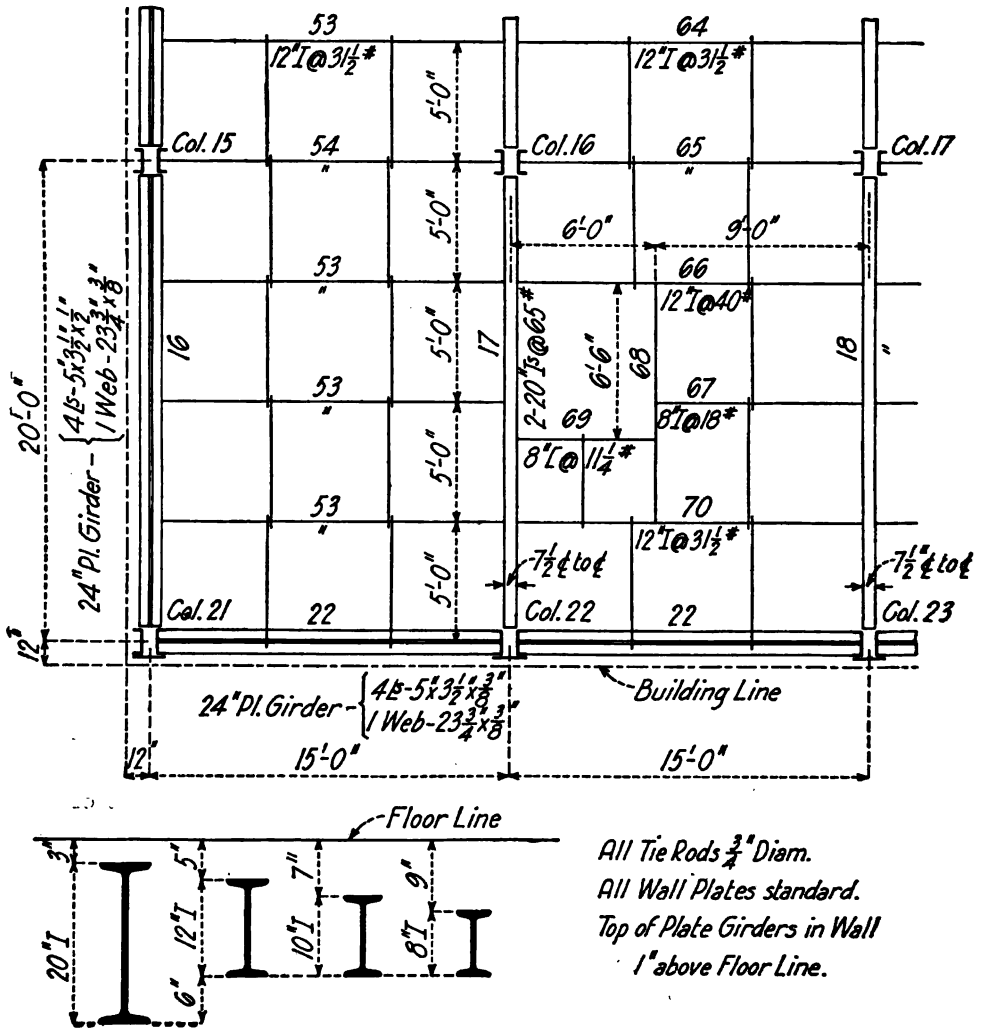 53
64
12"I@31½#
12"I@31½#
5'-0"
Col. 15
54
"
Col. 16
65
"
Col. 17
5'-0"
6'-0"
9'-0"
53
"
66
12"I@40#
20'-0"
24"Pl. Girder - { 4Ls-5"x3½"x½"
1 Web-23¾"x⅜"
16
5'-0"
17
2-20"Is@65#
6'-6"
68
18
"
53
"
67
8"I@18#
69
8"[@ 11¼#
5'-0"
53
"
70
12"I@31½#
5'-0"
7½"℄ to ℄
7½"℄ to ℄
Col. 21
22
Col. 22
22
Col. 23
12"
Building Line
24"Pl. Girder - { 4Ls-5"x3½"x⅜"
1 Web-23¾"x⅜"
12"
15'-0"
15'-0"
Floor Line
3"
5"
7"
9"
20"I
12"I
10"I
8"I
6"
All Tie Rods ¾" Diam.
All Wall Plates standard.
Top of Plate Girders in Wall
1" above Floor Line.